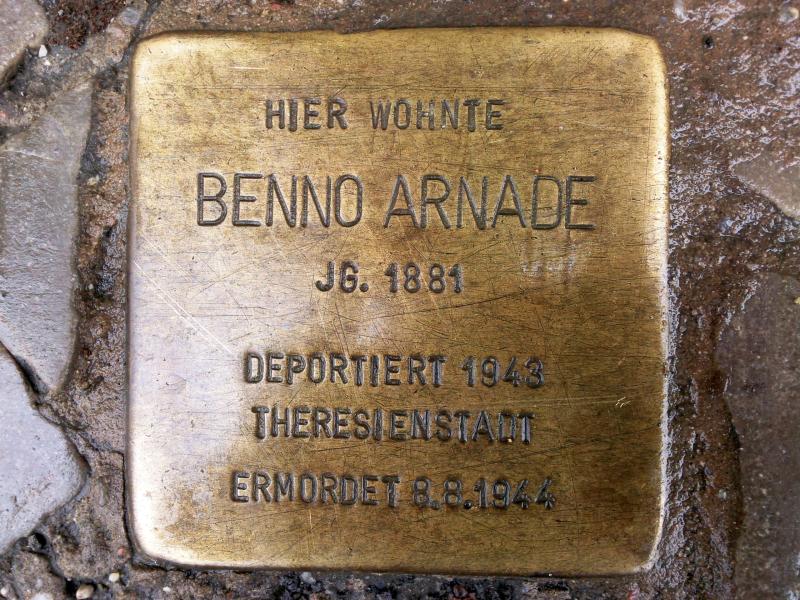 HIER WOHNTE
BENNO ARNADE
JG. 1881
DEPORTIERT 1943
THERESIENSTADT
ERMORDET 8.8.1944